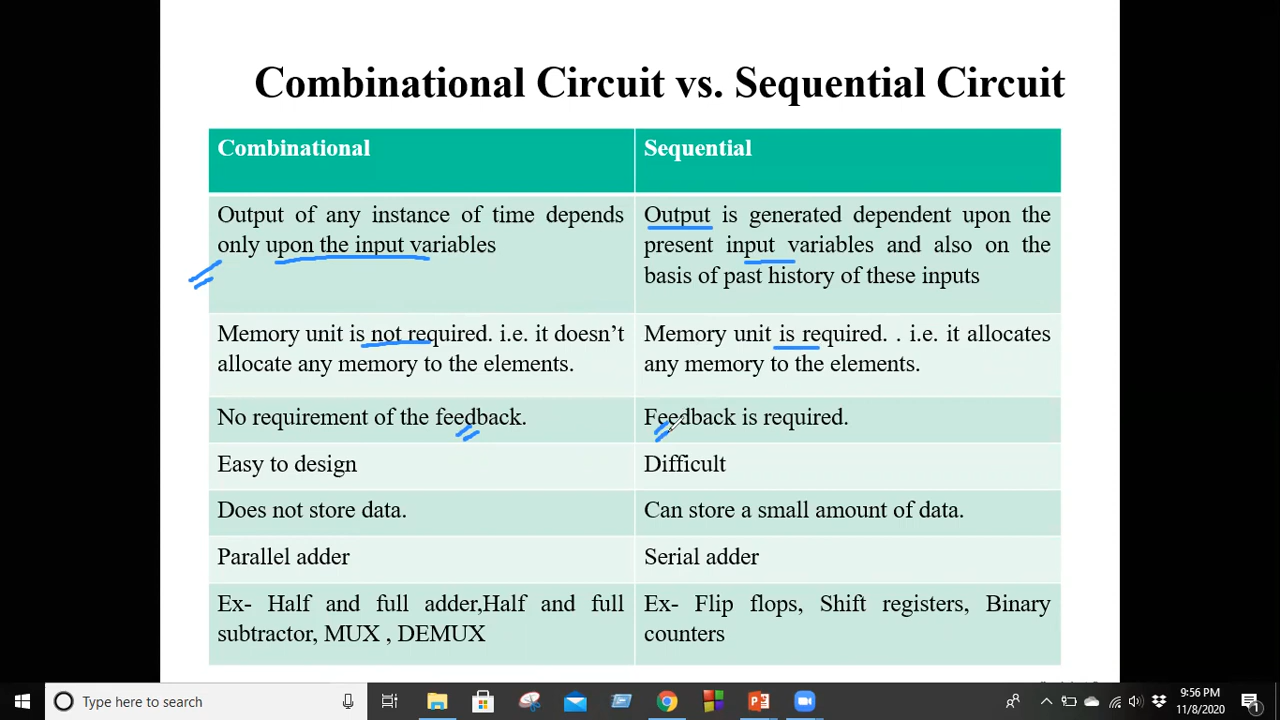 Combinational Circuit vs. Sequential Circuit
Combinational
Sequential
Output of any instance of time depends
only upon the input variables
Output is generated dependent upon the
present input variables and also on the
basis of past history of these inputs
Memory unit is not required. i.e. it doesn’t
allocate any memory to the elements.
Memory unit is required. . i.e. it allocates
any memory to the elements.
No requirement of the feedback.
Feedback is required.
Easy to design
Difficult
Does not store data.
Can store a small amount of data.
Parallel adder
Serial adder
Ex- Half and full adder,Half and full
subtractor, MUX , DEMUX
Ex- Flip flops, Shift registers, Binary
counters
Type here to search
9:56 PM
11/8/2020
1